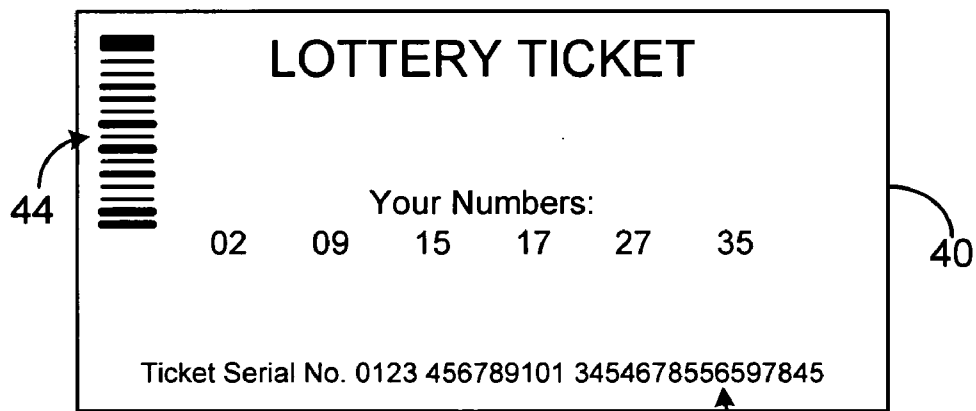 LOTTERY TICKET
44
Your Numbers:
02 09 15 17 27 35
40
Ticket Serial No. 0123 456789101 3454678556597845